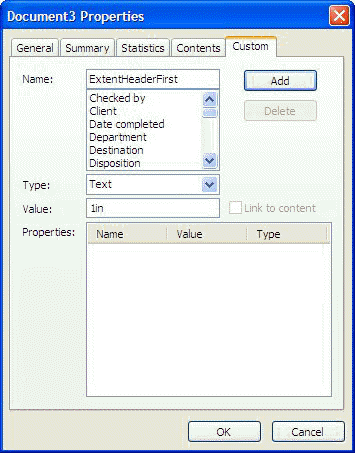 Document3 Properties
General Summary Statistics Contents Custom
Name: ExtentHeaderFirst Add
Checked by
Client
Date completed
Department
Destination
Disposition
Delete
Type: Text
Value: 1in Link to content
Properties: Name Value Type
OK Cancel